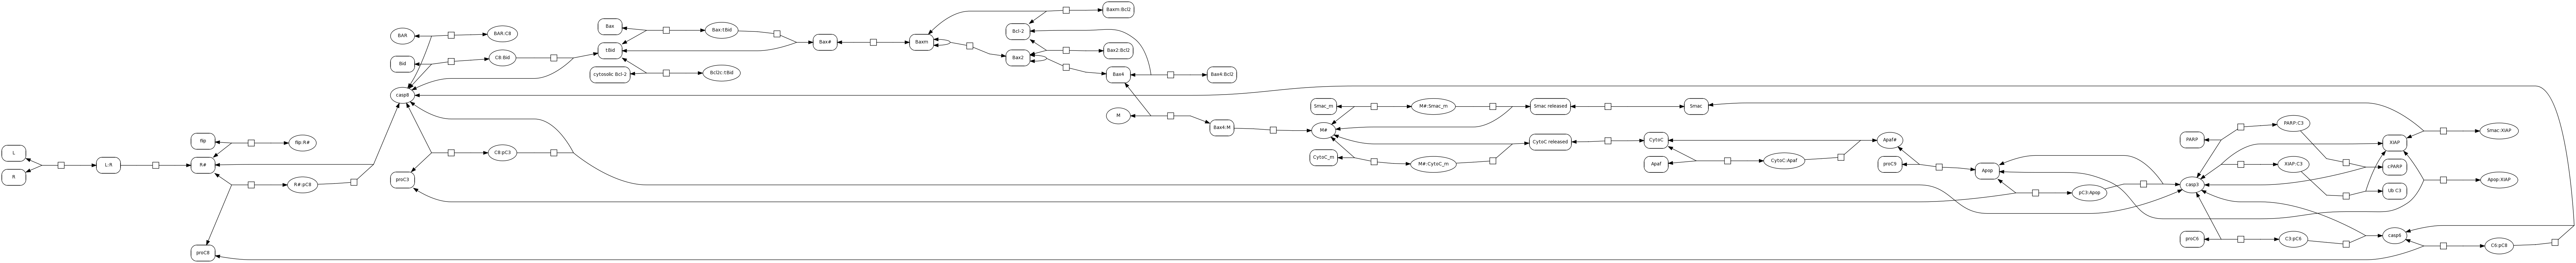 L
R
L:R
flip
R#
flip:R#
R#:pC8
proC8
BAR
BAR:C8
Bid
C8:Bid
casp8
C8:pC3
proC3
Bax
tBid
cytosolic Bcl-2
Bax:tBid
Bcl2c:tBid
Bax#
Baxm
Baxm:Bcl2
Bcl-2
Bax2
Bax2:Bcl2
Bax4
Bax4:Bcl2
M
Bax4:M
Smac_m
M#
CytoC_m
M#:Smac_m
M#:CytoC_m
Smac released
CytoC released
Smac
CytoC
Apaf
CytoC:Apaf
Apaf#
proC9
Apop
pC3:Apop
PARP
casp3
proC6
PARP:C3
XIAP:C3
C3:pC6
XIAP
cPARP
Ub C3
casp6
Smac:XIAP
Apop:XIAP
C6:pC8